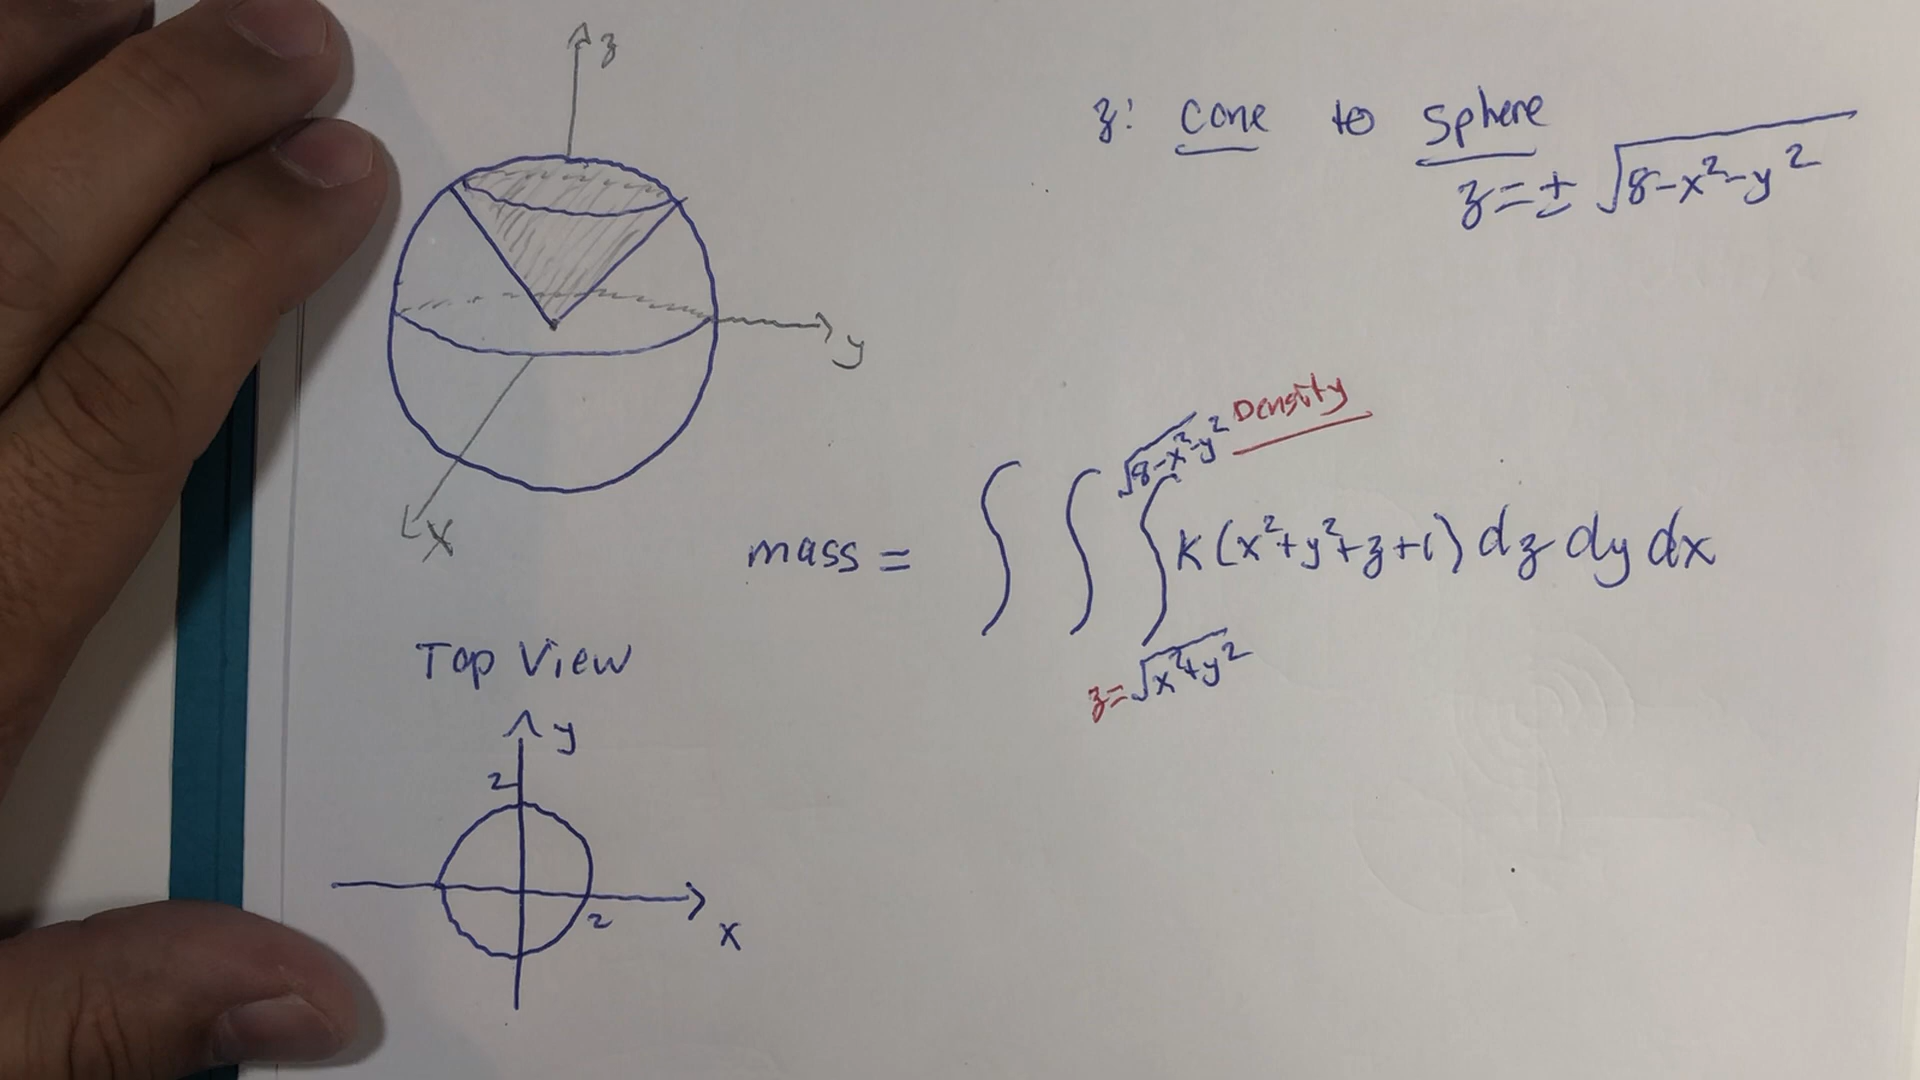 z
z: cone to sphere
z=± √(8-x²-y²)
y
Density
√(8-x²-y²)
x
mass = ∫ ∫ ∫ K(x²+y²+z+1) dz dy dx
z=√(x²+y²)
Top View
y
2
2
x